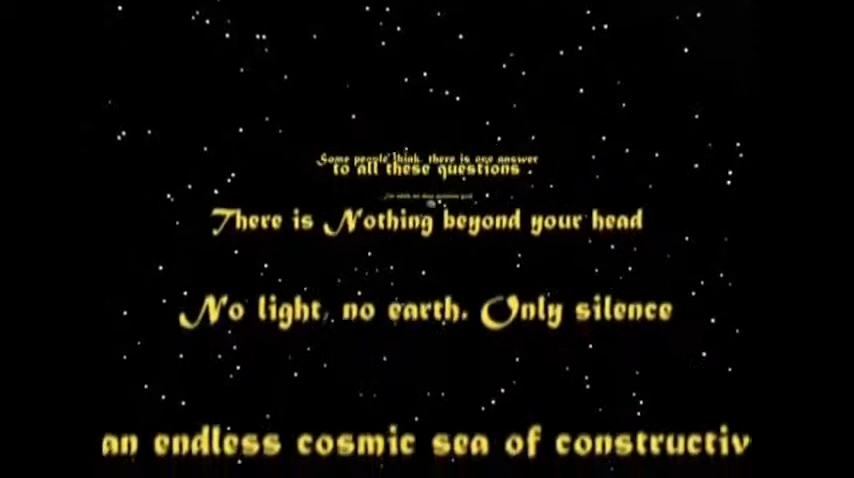 Some people think, there is one answer
to all these questions .
There is Nothing beyond your head
No light, no earth. Only silence
an endless cosmic sea of constructiv